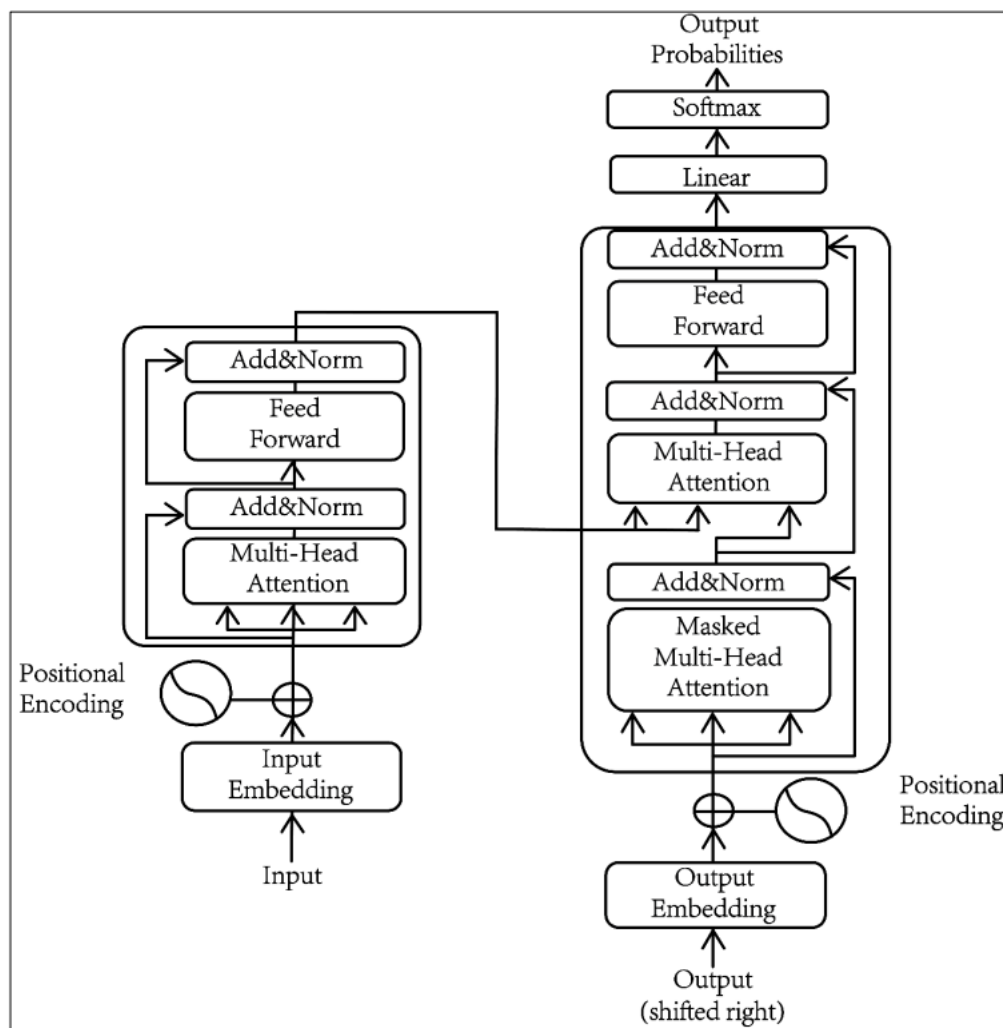 Output
Probabilities
Softmax
Linear
Add&Norm
Feed
Forward
Add&Norm
Multi-Head
Attention
Add&Norm
Masked
Multi-Head
Attention
Positional
Encoding
Output
Embedding
Output
(shifted right)
Add&Norm
Feed
Forward
Add&Norm
Multi-Head
Attention
Positional
Encoding
Input
Embedding
Input